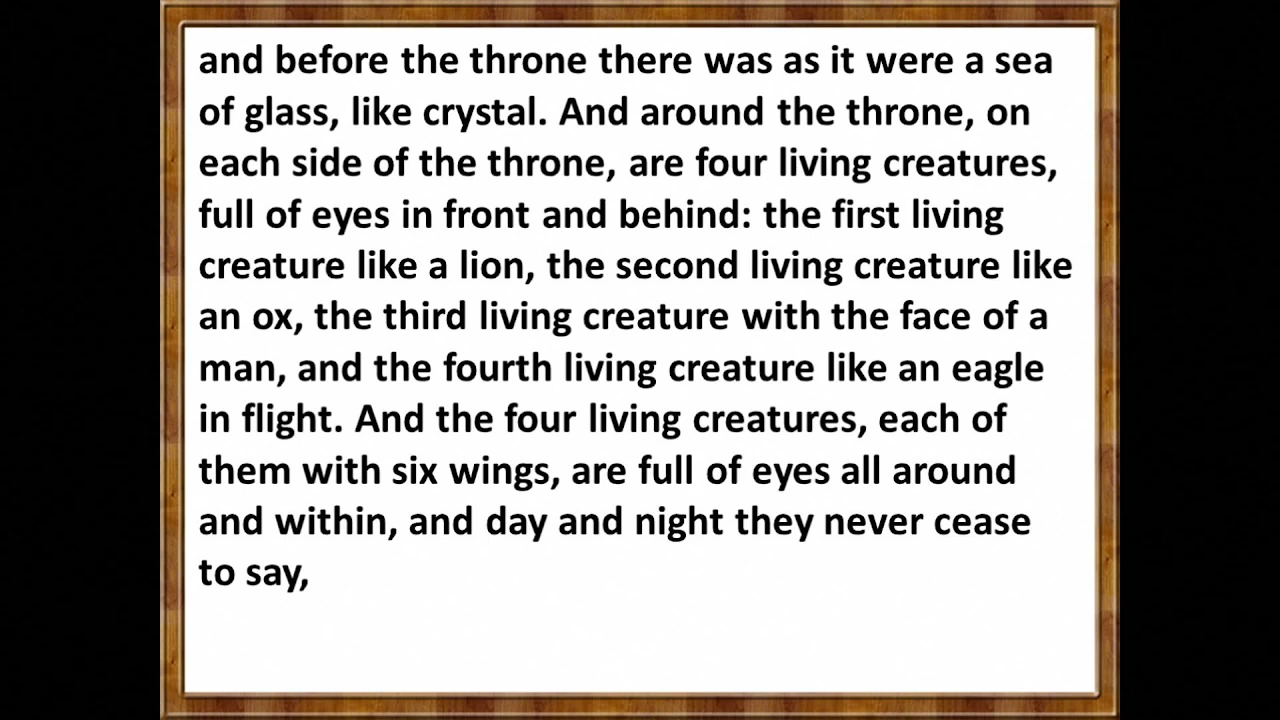 and before the throne there was as it were a sea
of glass, like crystal. And around the throne, on
each side of the throne, are four living creatures,
full of eyes in front and behind: the first living
creature like a lion, the second living creature like
an ox, the third living creature with the face of a
man, and the fourth living creature like an eagle
in flight. And the four living creatures, each of
them with six wings, are full of eyes all around
and within, and day and night they never cease
to say,